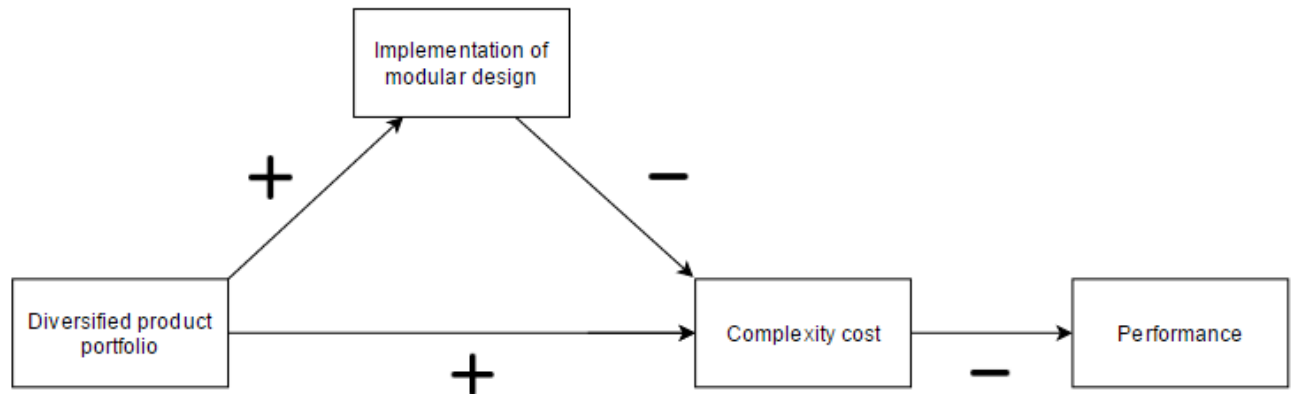 Implementation of
modular design
+
−
Diversified product
portfolio
Complexity cost
Performance
+
−